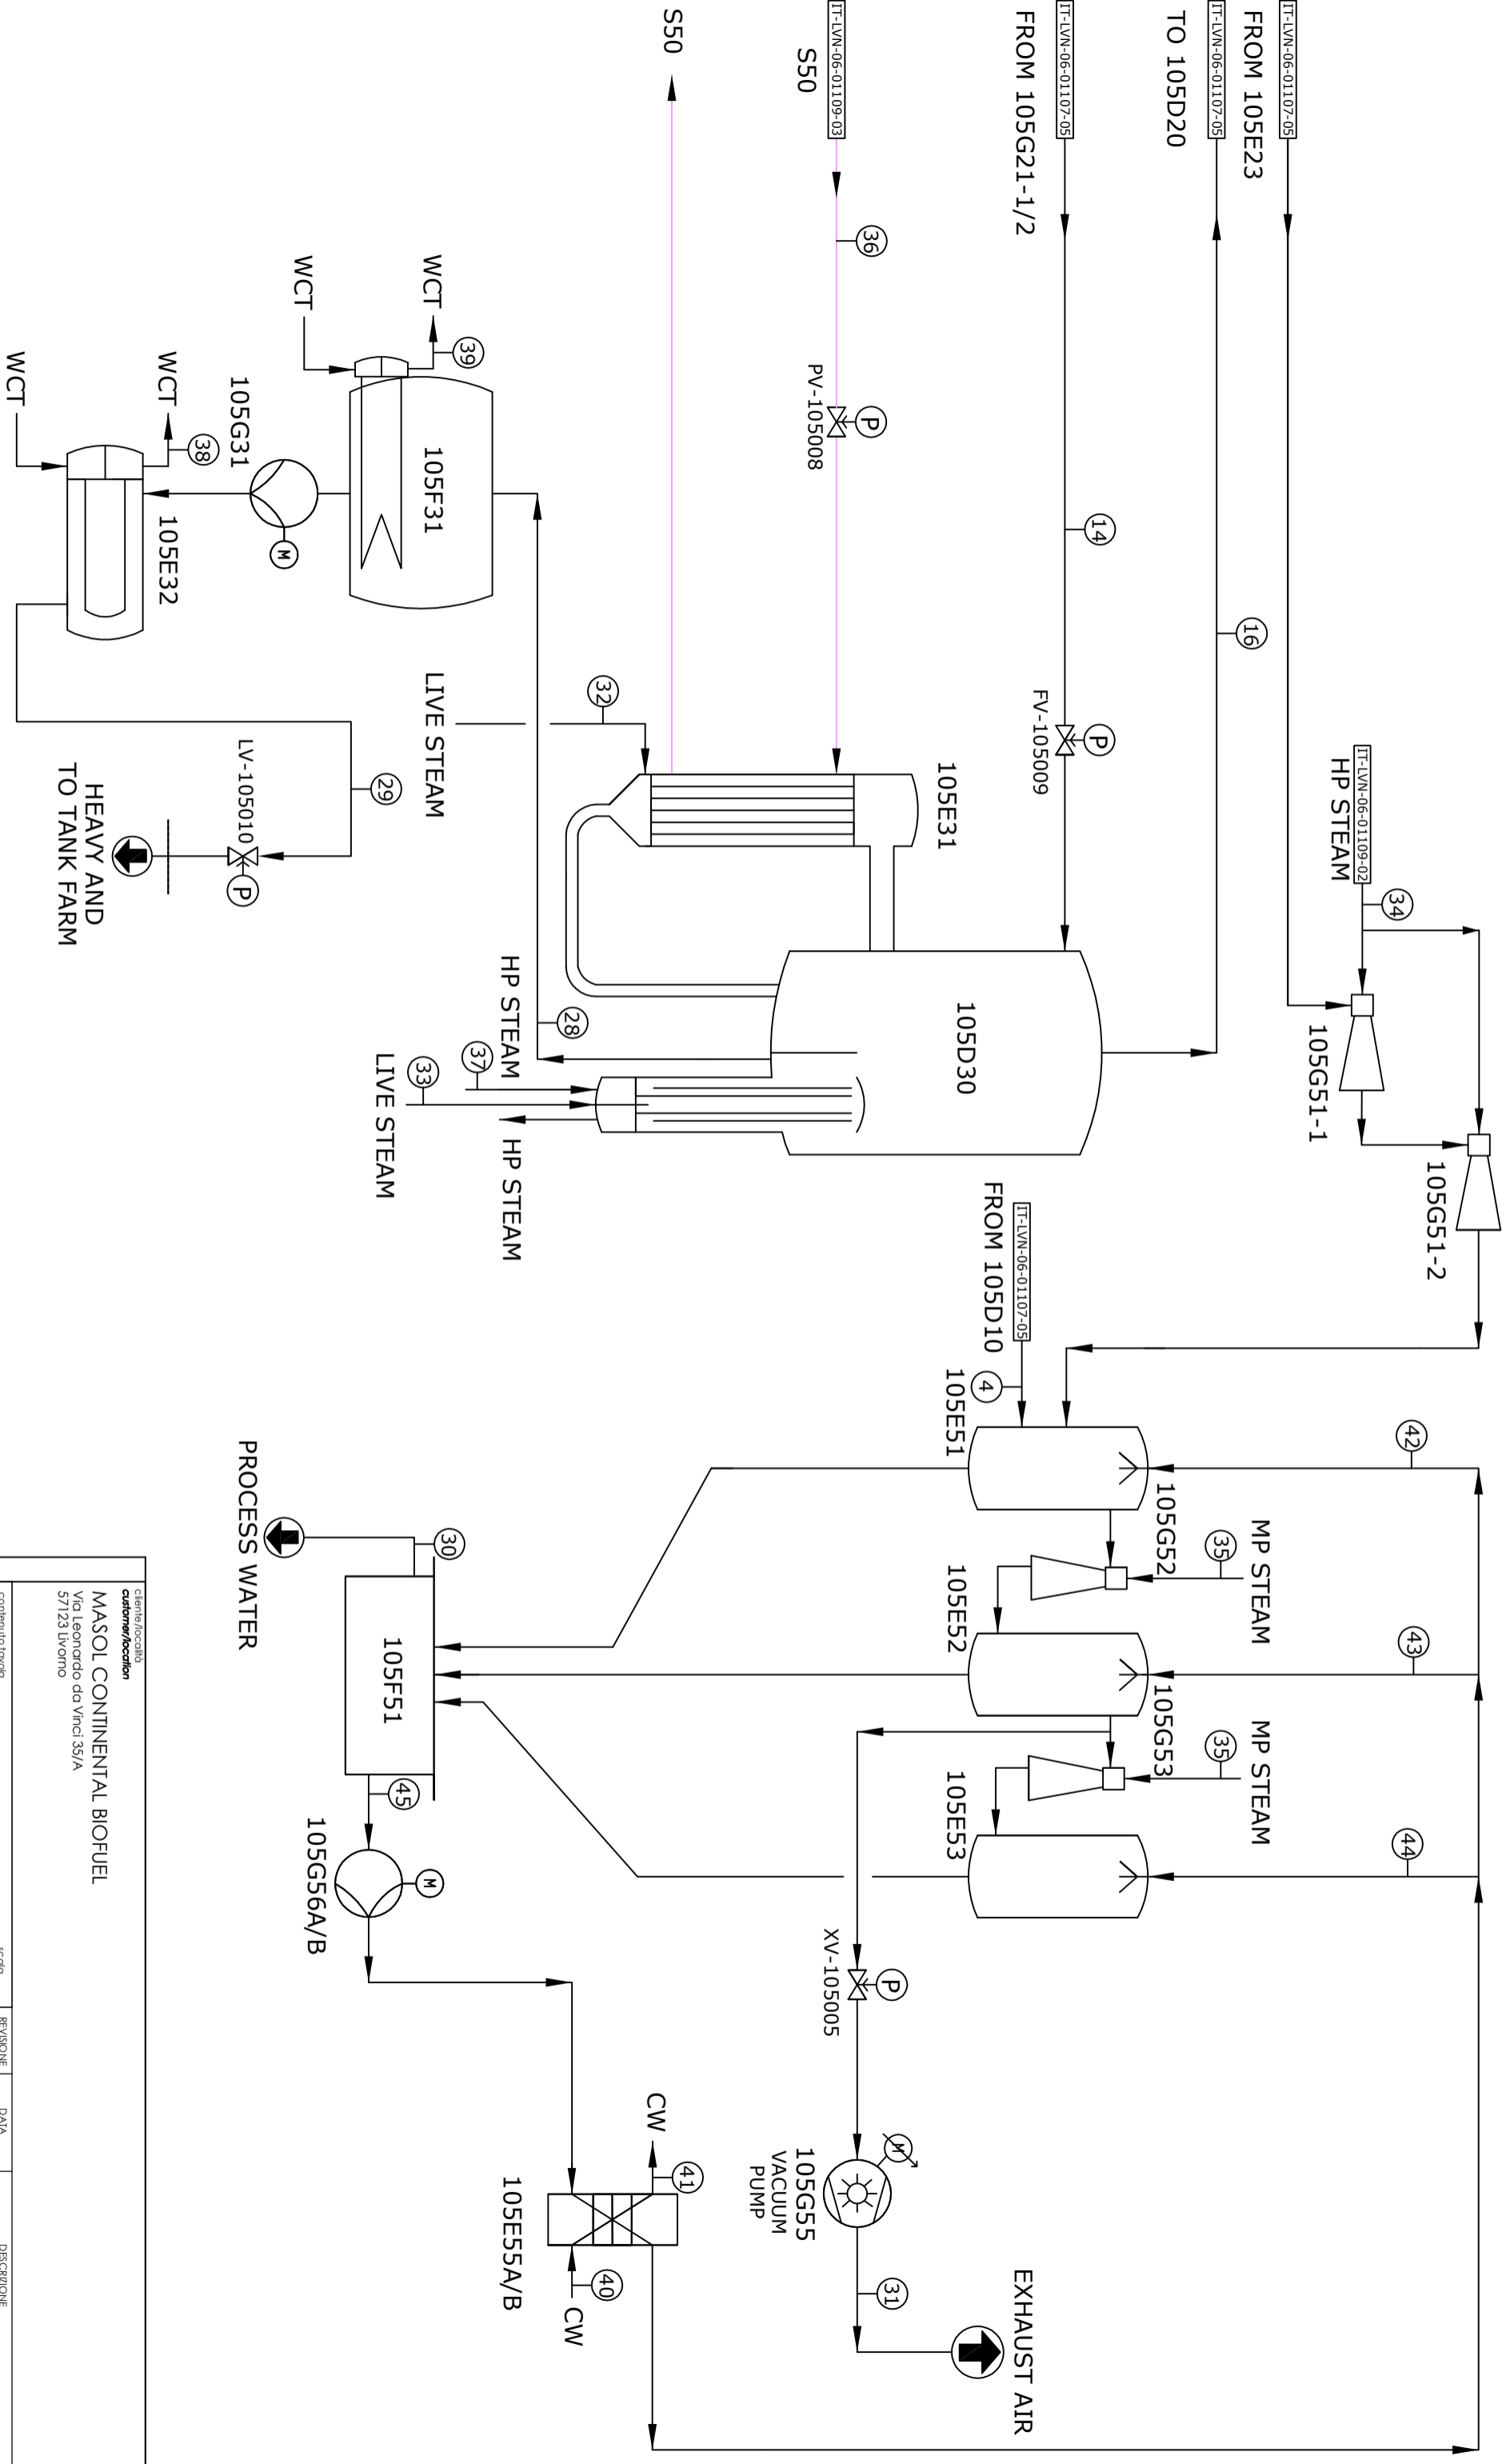 IT-LVN-06-01107-05
FROM 105E23
IT-LVN-06-01107-05
TO 105D20
IT-LVN-06-01107-05
FROM 105G21-1/2
IT-LVN-06-01109-03
S50
S50
IT-LVN-06-01109-02
HP STEAM
34
105G51-1
105G51-2
16
14
P
FV-105009
36
P
PV-105008
105E31
105D30
32
LIVE STEAM
28
HP STEAM
37
33
LIVE STEAM
HP STEAM
WCT
39
WCT
105F31
105G31
M
WCT
38
WCT
105E32
29
LV-105010
P
HEAVY AND
TO TANK FARM
IT-LVN-06-01107-05
FROM 105D10
4
105E51
42
105G52
MP STEAM
35
105E52
43
105G53
MP STEAM
35
105E53
44
P
XV-105005
M
105G55
VACUUM
PUMP
31
EXHAUST AIR
30
PROCESS WATER
105F51
45
M
105G56A/B
CW
41
105E55A/B
40
CW
cliente/località
customer/location
MASOL CONTINENTAL BIOFUEL
Via Leonardo da Vinci 35/A
57123 Livorno
contenuto tavola
scala
REVISIONE
DATA
DESCRIZIONE